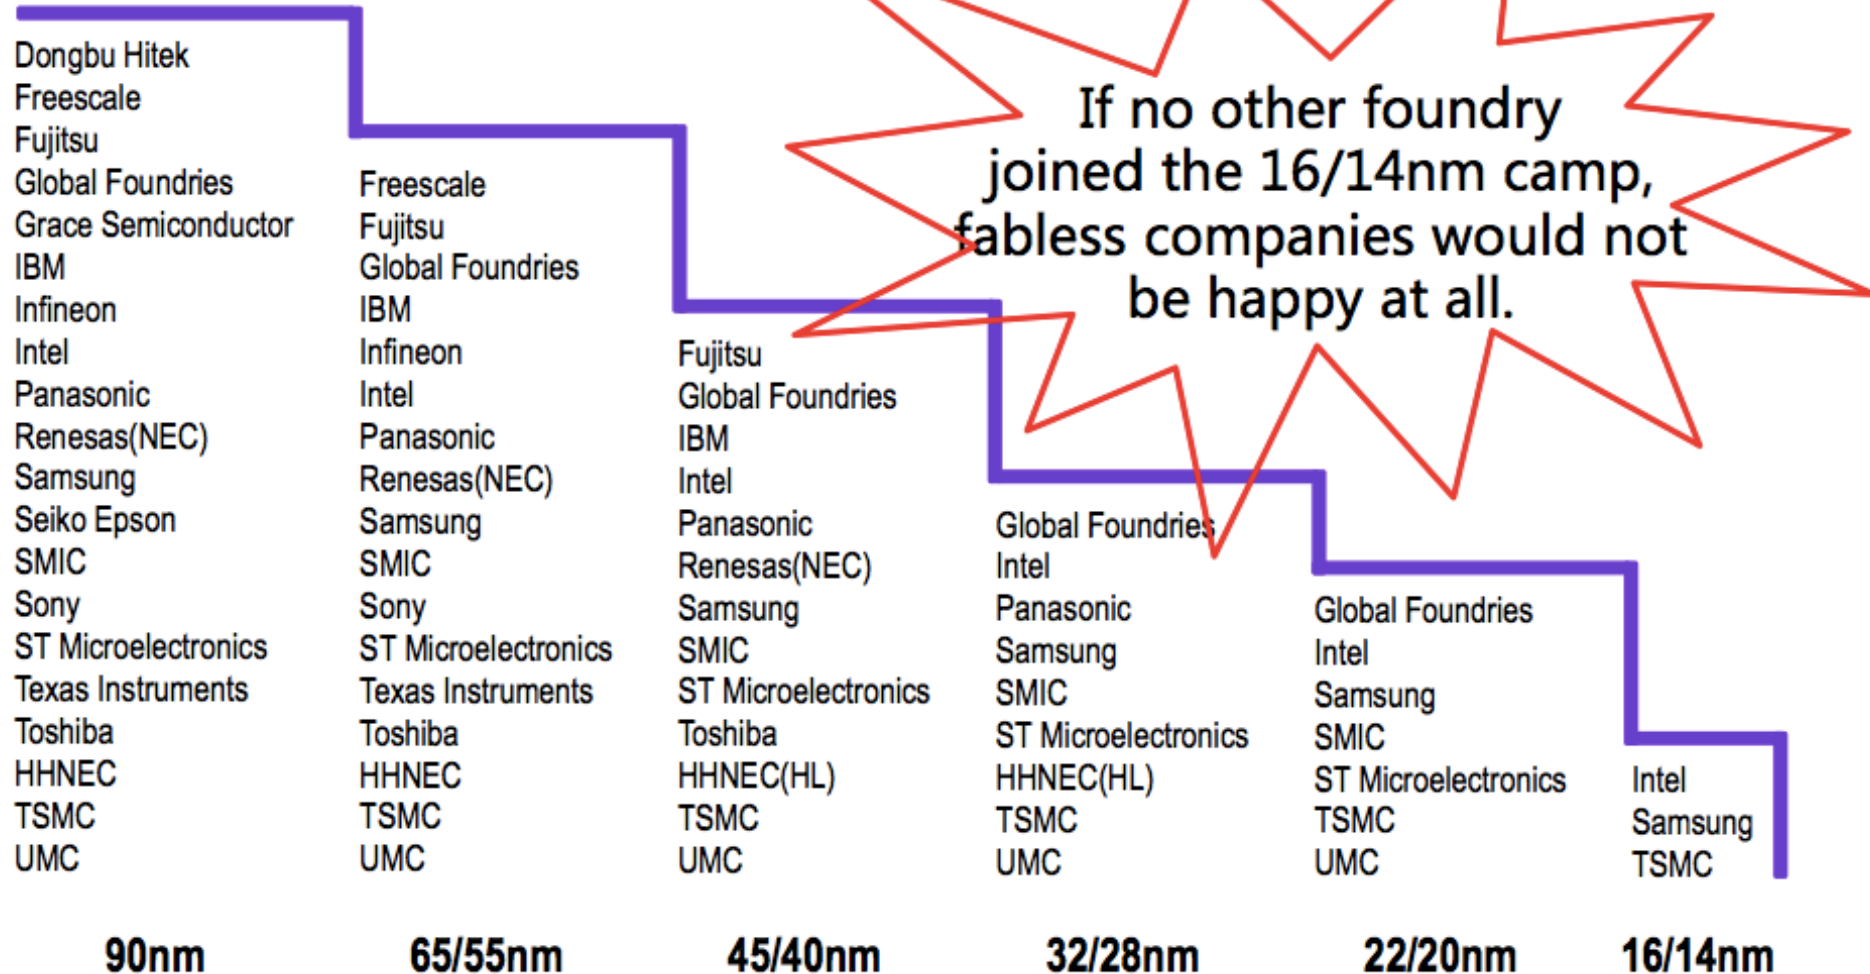 Dongbu Hitek
Freescale
Fujitsu
Global Foundries
Grace Semiconductor
IBM
Infineon
Intel
Panasonic
Renesas(NEC)
Samsung
Seiko Epson
SMIC
Sony
ST Microelectronics
Texas Instruments
Toshiba
HHNEC
TSMC
UMC
90nm
Freescale
Fujitsu
Global Foundries
IBM
Infineon
Intel
Panasonic
Renesas(NEC)
Samsung
SMIC
Sony
ST Microelectronics
Texas Instruments
Toshiba
HHNEC
TSMC
UMC
65/55nm
Fujitsu
Global Foundries
IBM
Intel
Panasonic
Renesas(NEC)
Samsung
SMIC
ST Microelectronics
Toshiba
HHNEC(HL)
TSMC
UMC
45/40nm
Global Foundries
Intel
Panasonic
Samsung
SMIC
ST Microelectronics
HHNEC(HL)
TSMC
UMC
32/28nm
Global Foundries
Intel
Samsung
SMIC
ST Microelectronics
TSMC
UMC
22/20nm
Intel
Samsung
TSMC
16/14nm
If no other foundry
joined the 16/14nm camp,
fabless companies would not
be happy at all.